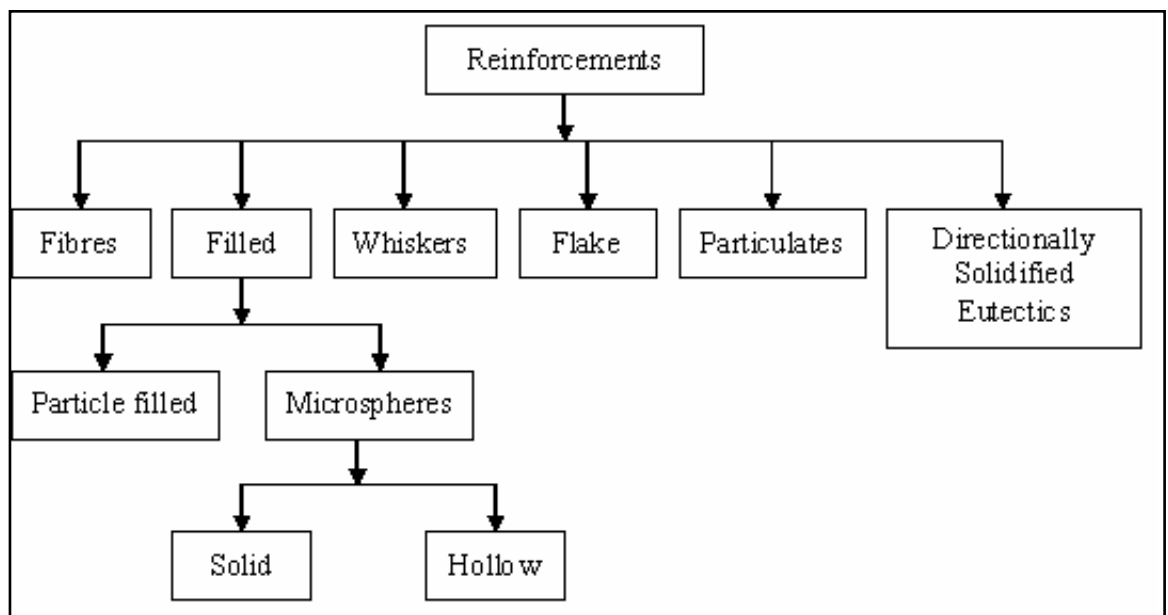 Reinforcements
Fibres
Filled
Whiskers
Flake
Particulates
Directionally
Solidified
Eutectics
Particle filled
Microspheres
Solid
Hollow